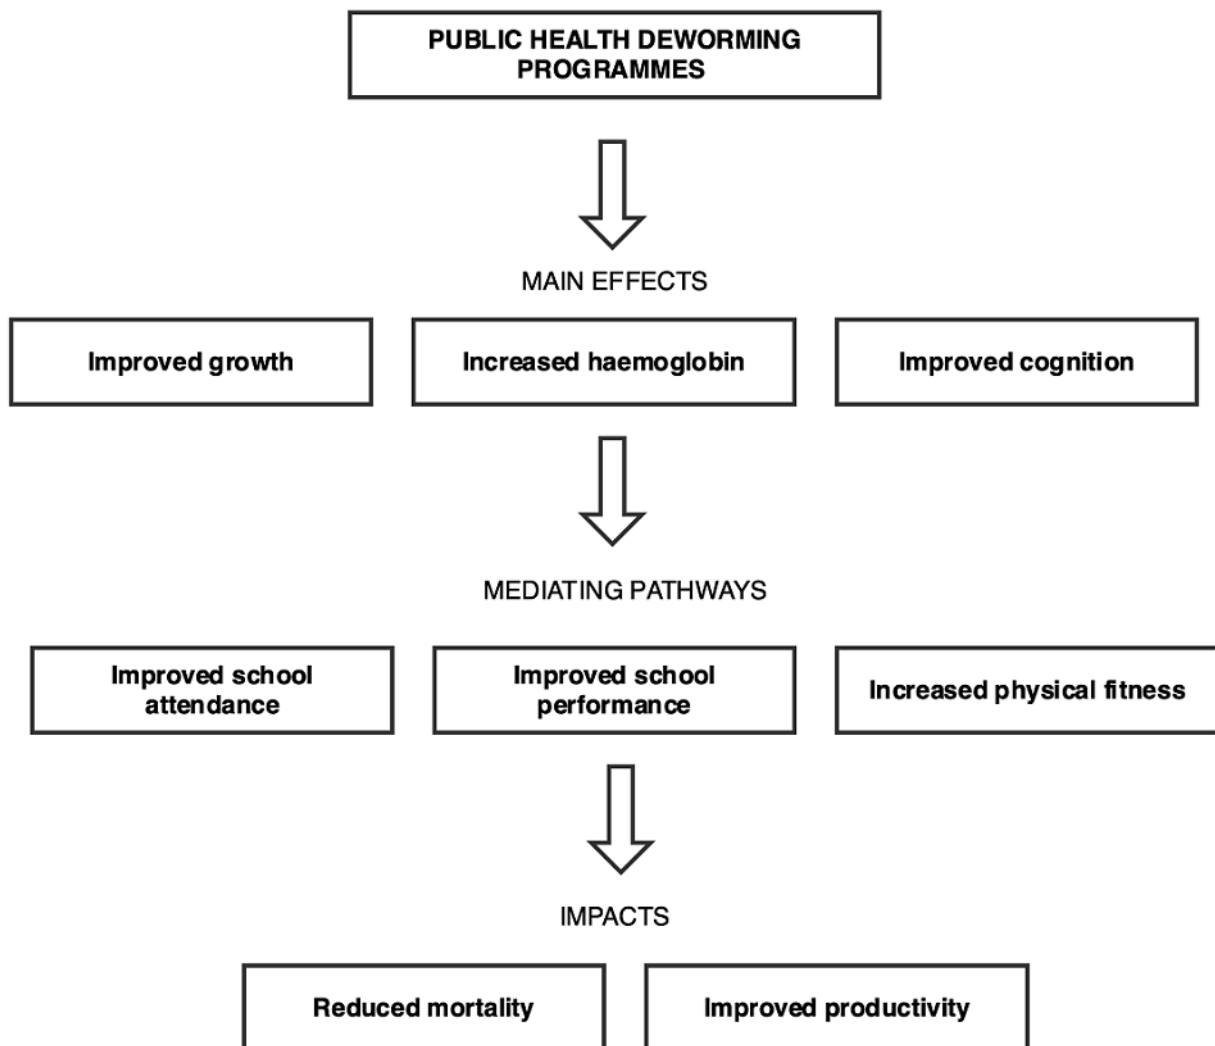 PUBLIC HEALTH DEWORMING
PROGRAMMES
MAIN EFFECTS
Improved growth
Increased haemoglobin
Improved cognition
MEDIATING PATHWAYS
Improved school
attendance
Improved school
performance
Increased physical fitness
IMPACTS
Reduced mortality
Improved productivity